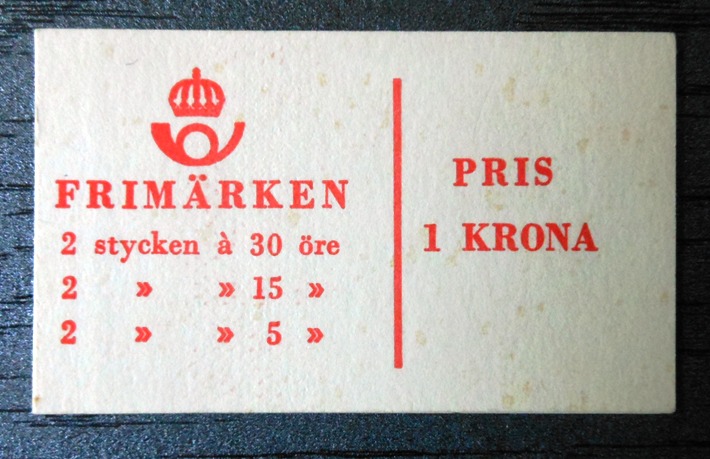 FRIMÄRKEN
2 stycken à 30 öre
2 » » 15 »
2 » » 5 »
PRIS
1 KRONA